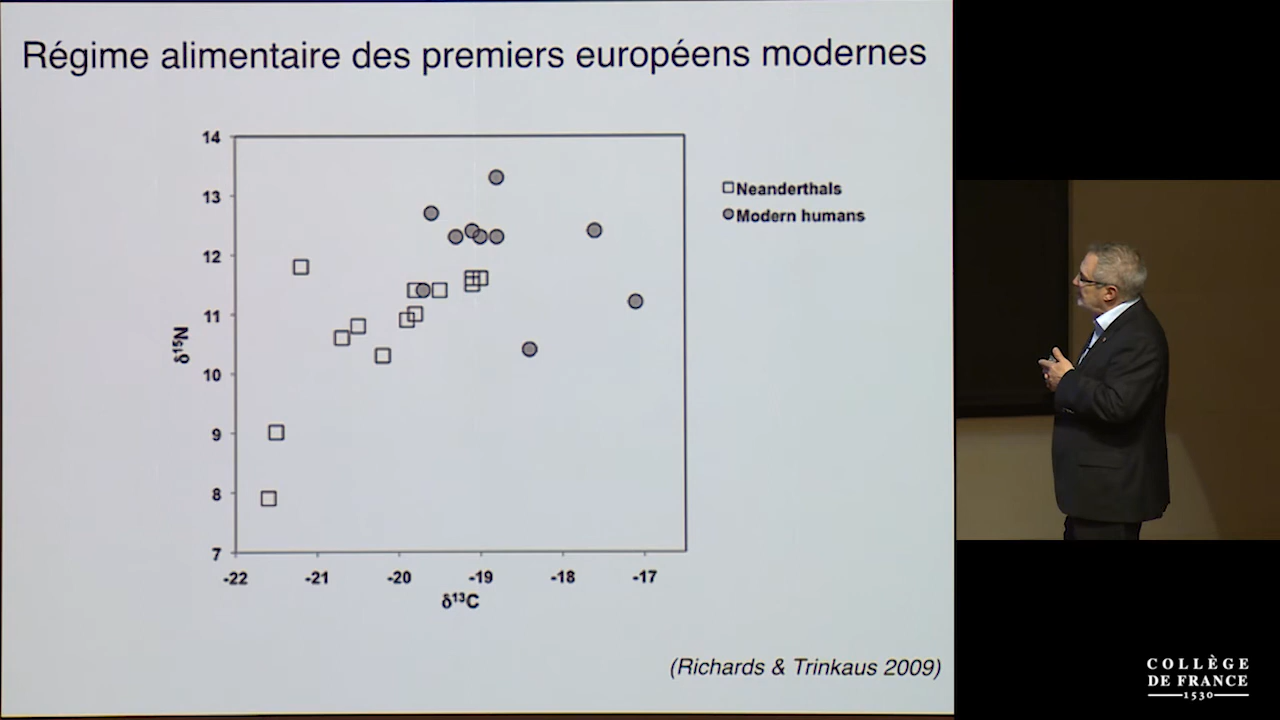 Régime alimentaire des premiers européens modernes
14
13
12
11
10
9
8
7
-22
-21
-20
-19
-18
-17
δ15N
δ13C
Neanderthals
Modern humans
(Richards & Trinkaus 2009)
COLLÈGE
DE FRANCE
1530